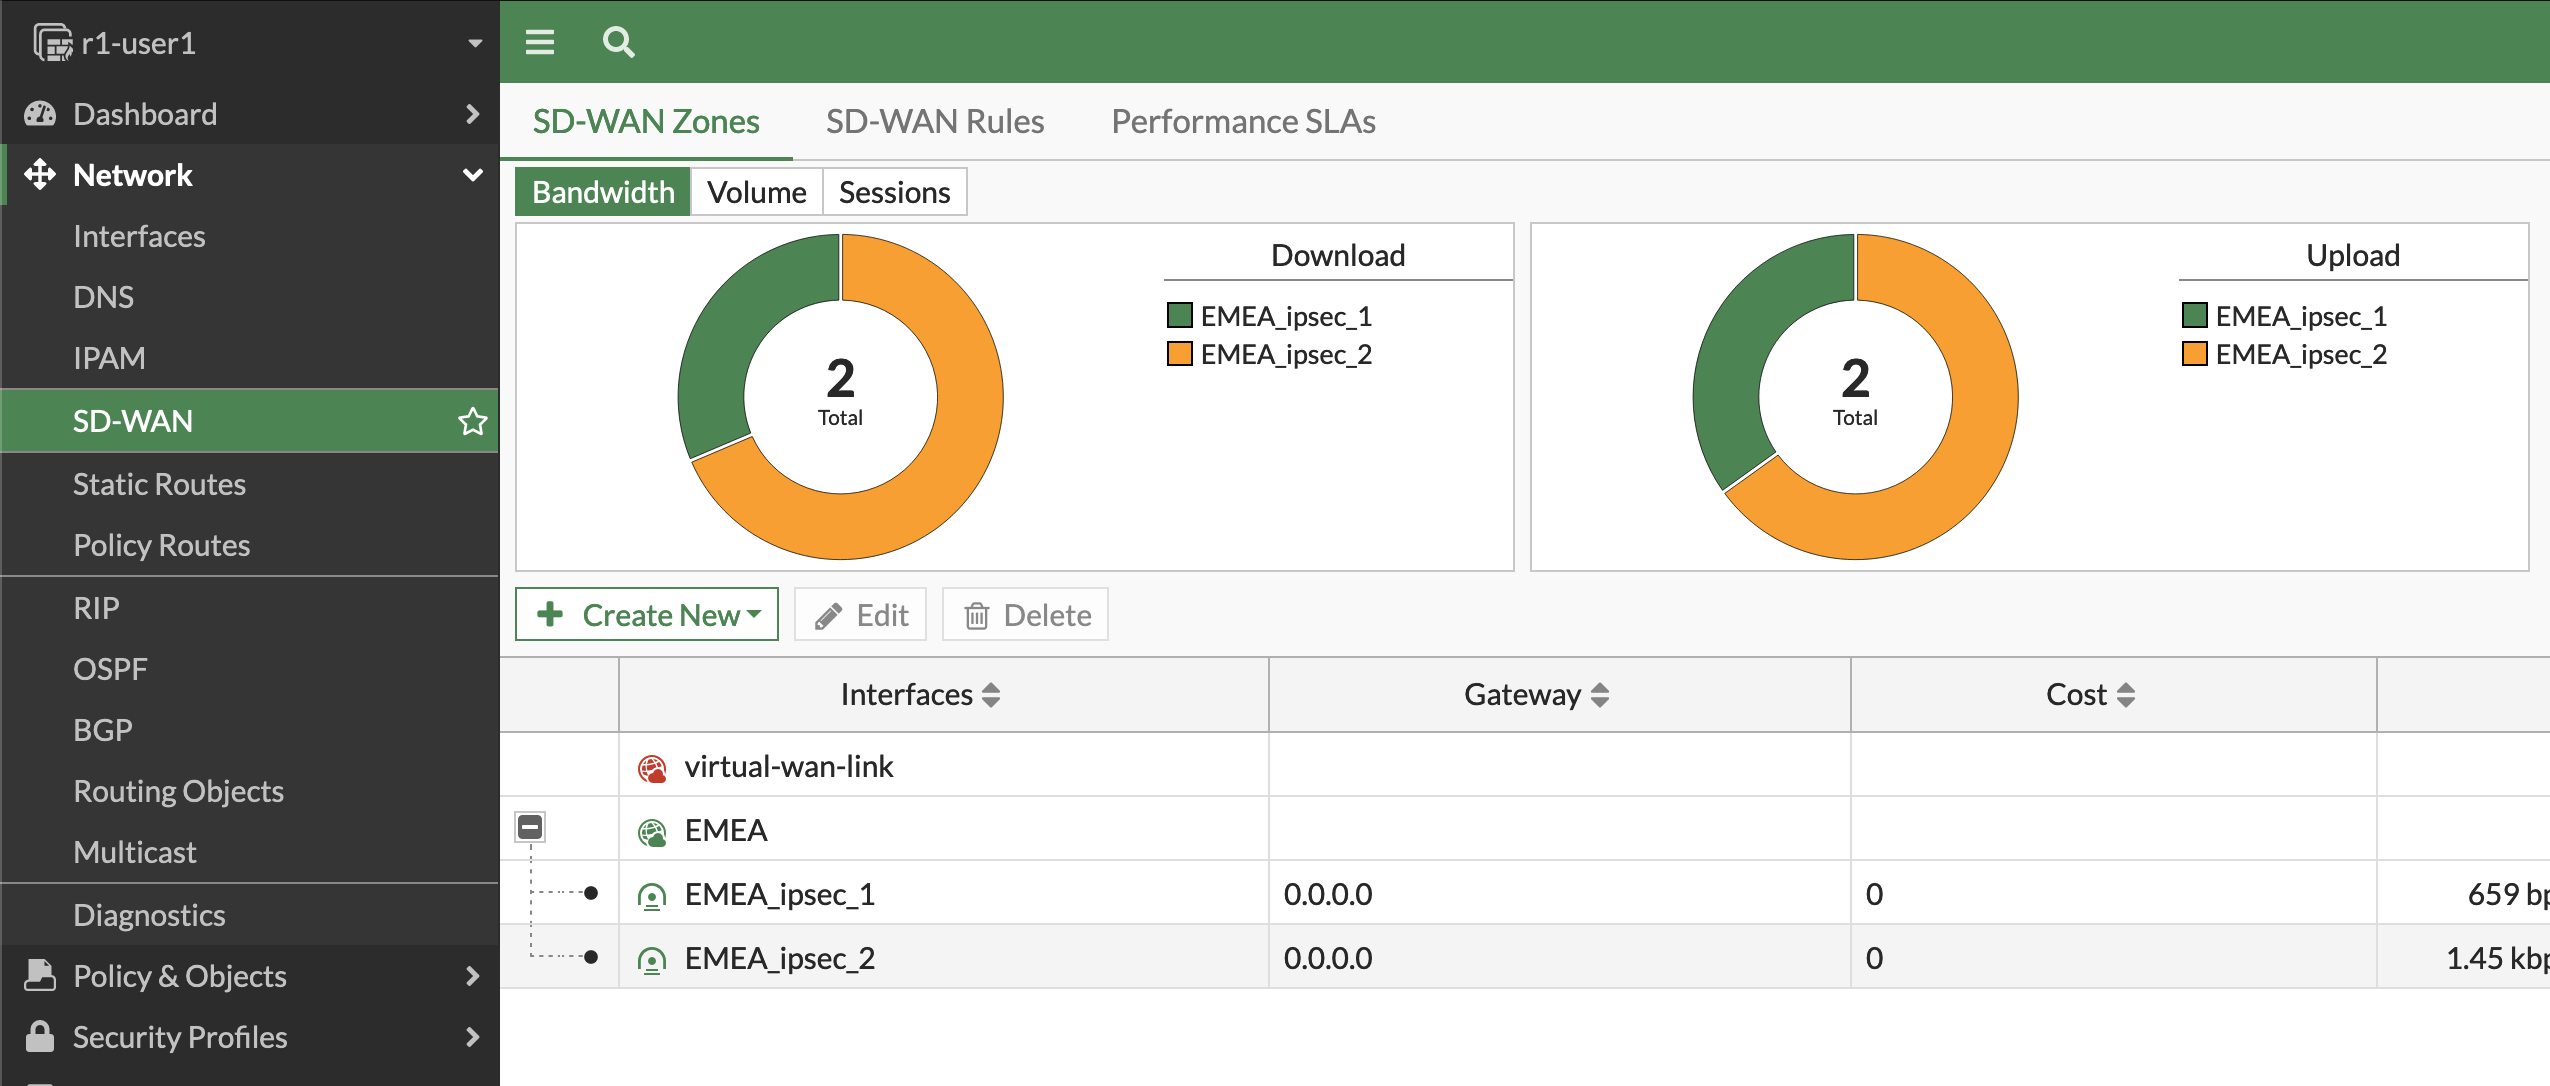 r1-user1
Dashboard
Network
Interfaces
DNS
IPAM
SD-WAN
Static Routes
Policy Routes
RIP
OSPF
BGP
Routing Objects
Multicast
Diagnostics
Policy & Objects
Security Profiles
SD-WAN Zones SD-WAN Rules Performance SLAs
Bandwidth Volume Sessions
2
Total
Download
EMEA_ipsec_1
EMEA_ipsec_2
2
Total
Upload
EMEA_ipsec_1
EMEA_ipsec_2
Create New Edit Delete
Interfaces Gateway Cost
virtual-wan-link
EMEA
EMEA_ipsec_1 0.0.0.0 0 659
EMEA_ipsec_2 0.0.0.0 0 1.45